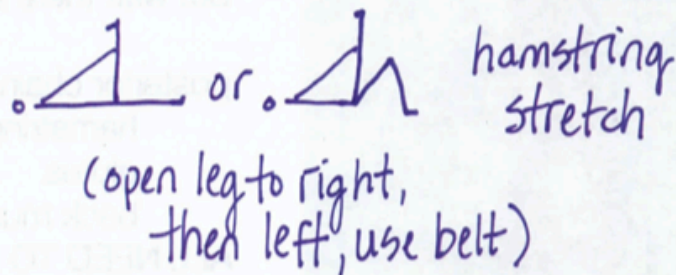 or
hamstring
stretch
(open leg to right,
then left, use belt)